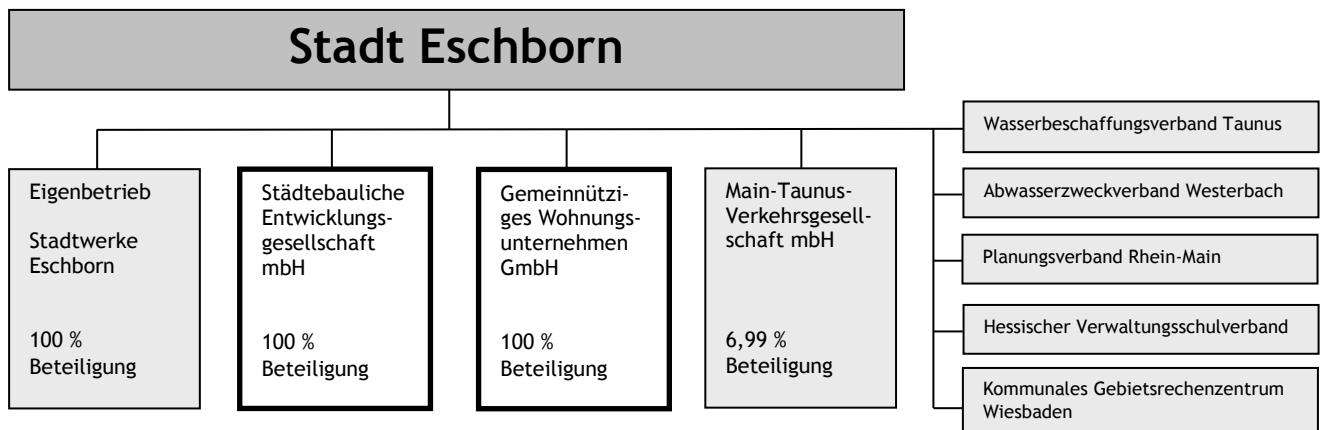 Stadt Eschborn
Eigenbetrieb
Stadtwerke
Eschborn
100 %
Beteiligung
Städtebauliche
Entwicklungs-
gesellschaft
mbH
100 %
Beteiligung
Gemeinnützi-
ges Wohnungs-
unternehmen
GmbH
100 %
Beteiligung
Main-Taunus-
Verkehrsgesell-
schaft mbH
6,99 %
Beteiligung
Wasserbeschaffungsverband Taunus
Abwasserzweckverband Westerbach
Planungsverband Rhein-Main
Hessischer Verwaltungsschulverband
Kommunales Gebietsrechenzentrum
Wiesbaden